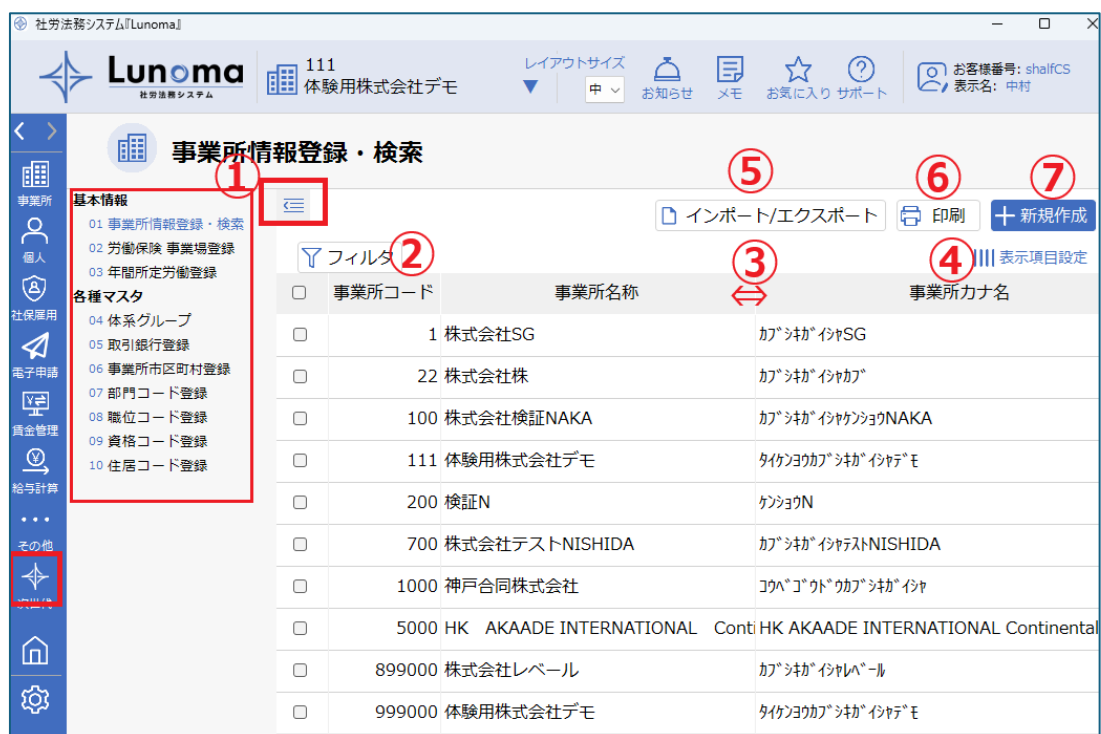 社労法務システム『Lunoma』
Lunoma
社労法務システム
111
体験用株式会社デモ
レイアウトサイズ
▼ 中
お知らせ
メモ
お気に入り
サポート
お客様番号: shalfCS
表示名: 中村
事業所情報登録・検索
事業所
個人
社保雇用
電子申請
賃金管理
給与計算
その他
① 基本情報
01 事業所情報登録・検索
02 労働保険 事業場登録
03 年間所定労働登録
各種マスタ
04 体系グループ
05 取引銀行登録
06 事業所市区町村登録
07 部門コード登録
08 職位コード登録
09 資格コード登録
10 住居コード登録
⑤ ⑥ ⑦
インポート/エクスポート 印刷 +新規作成
フィルタ ② ③ ④ 表示項目設定
事業所コード 事業所名称 事業所カナ名
1 株式会社SG ｶﾌﾞｼｷｶﾞｲｼｬSG
22 株式会社株 ｶﾌﾞｼｷｶﾞｲｼｬｶﾌﾞ
100 株式会社検証NAKA ｶﾌﾞｼｷｶﾞｲｼｬｹﾝｼｮｳNAKA
111 体験用株式会社デモ ﾀｲｹﾝﾖｳｶﾌﾞｼｷｶﾞｲｼｬﾃﾞﾓ
200 検証N ｹﾝｼｮｳN
700 株式会社テストNISHIDA ｶﾌﾞｼｷｶﾞｲｼｬﾃｽﾄNISHIDA
1000 神戸合同株式会社 ｺｳﾍﾞｺﾞｳﾄﾞｳｶﾌﾞｼｷｶﾞｲｼｬ
5000 HK AKAADE INTERNATIONAL Conti HK AKAADE INTERNATIONAL Continental
899000 株式会社レベール ｶﾌﾞｼｷｶﾞｲｼｬﾚﾍﾞｰﾙ
999000 体験用株式会社デモ ﾀｲｹﾝﾖｳｶﾌﾞｼｷｶﾞｲｼｬﾃﾞﾓ